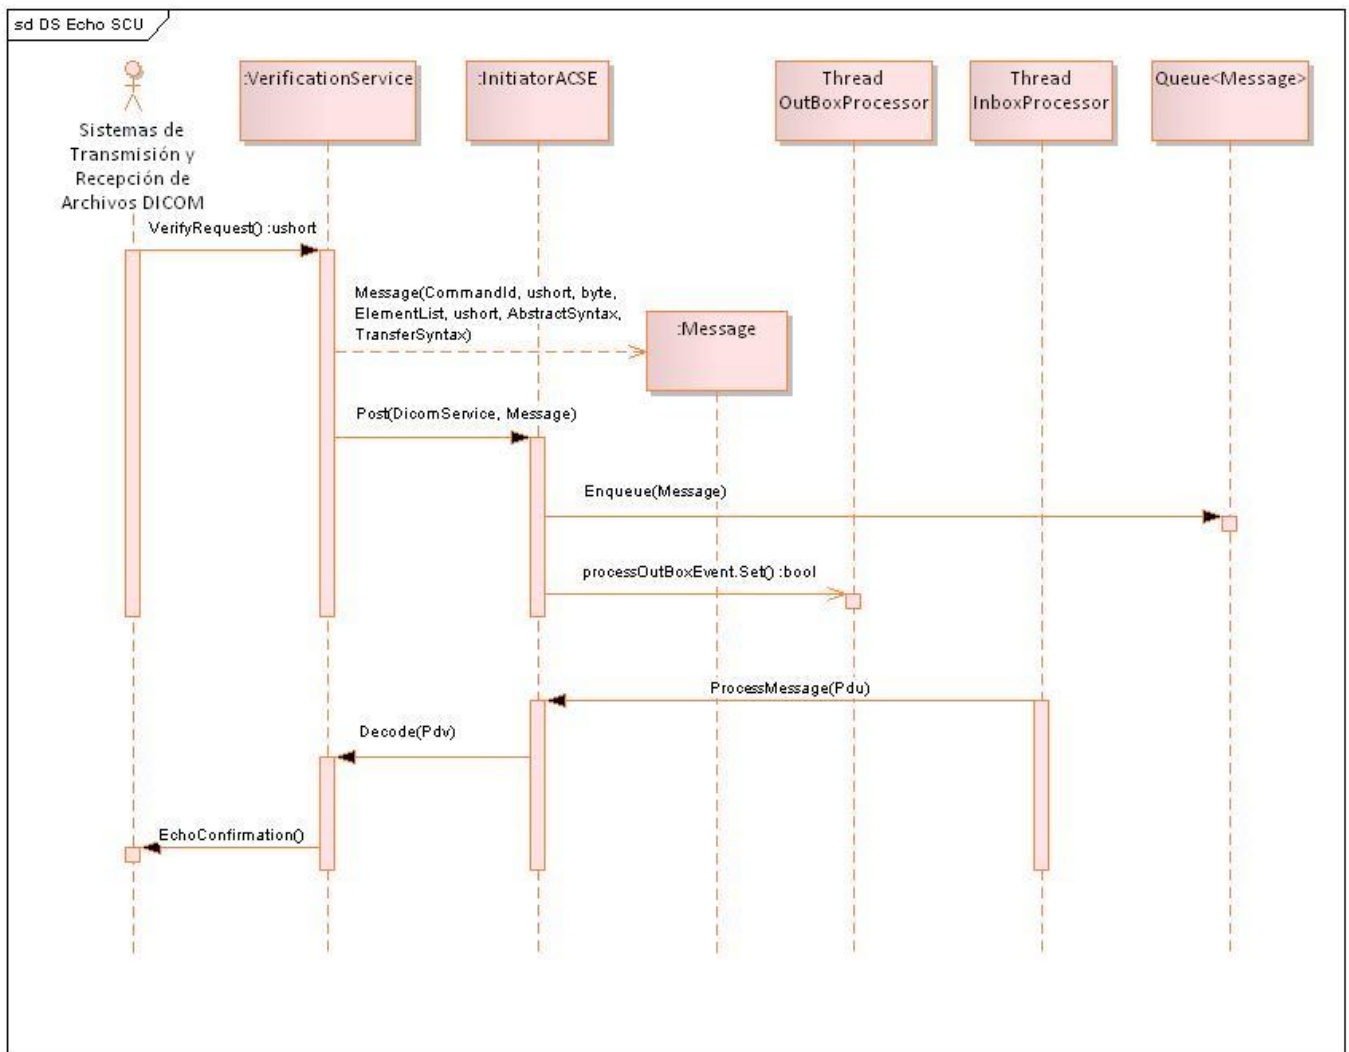 sd DS Echo SCU
:VerificationService
:InitiatorACSE
Thread
OutBoxProcessor
Thread
InboxProcessor
Queue<Message>
Sistemas de
Transmisión y
Recepción de
Archivos DICOM
VerifyRequest() :ushort
Message(CommandId, ushort, byte,
ElementList, ushort, AbstractSyntax,
TransferSyntax)
:Message
Post(DicomService, Message)
Enqueue(Message)
processOutBoxEvent.Set() :bool
ProcessMessage(Pdu)
Decode(Pdv)
EchoConfirmation()